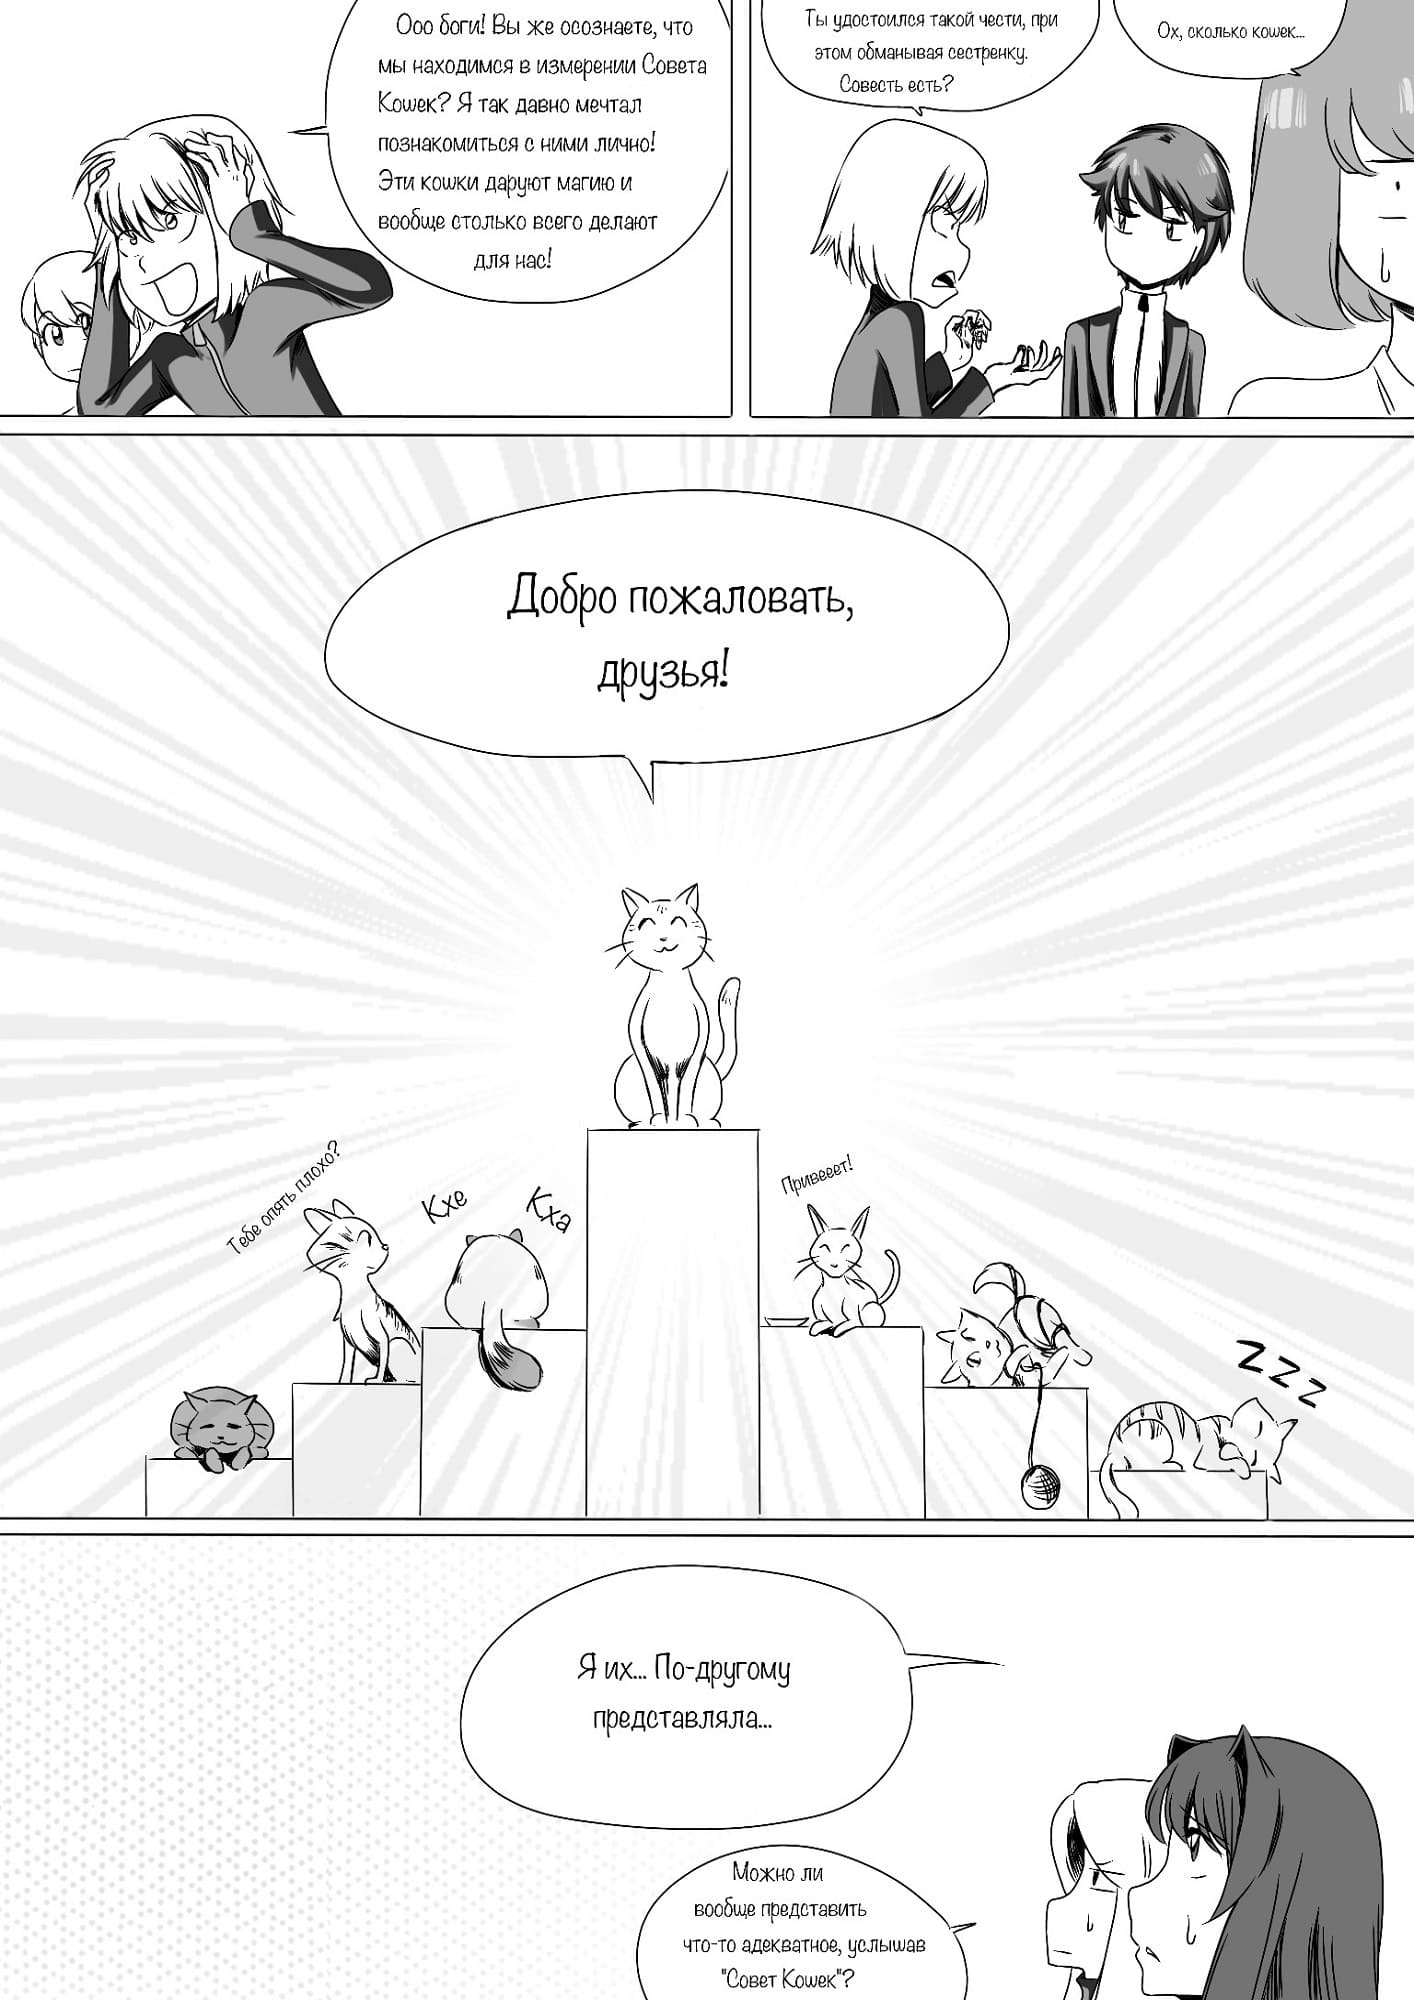 Ооо боги! Вы же осознаете, что
мы находимся в измерении Совета
Кошек? Я так давно мечтал
познакомиться с ними лично!
Эти кошки даруют магию и
вообще столько всего делают
для нас!
Ты удостоился такой чести, при
этом обманывая сестренку.
Совесть есть?
Ох, сколько кошек...
Добро пожаловать,
друзья!
Тебе опять плохо?
Кхе
Кха
Привееет!
ZZZ
Я их... По-другому
представляла...
Можно ли
вообще представить
что-то адекватное, услышав
"Совет Кошек"?